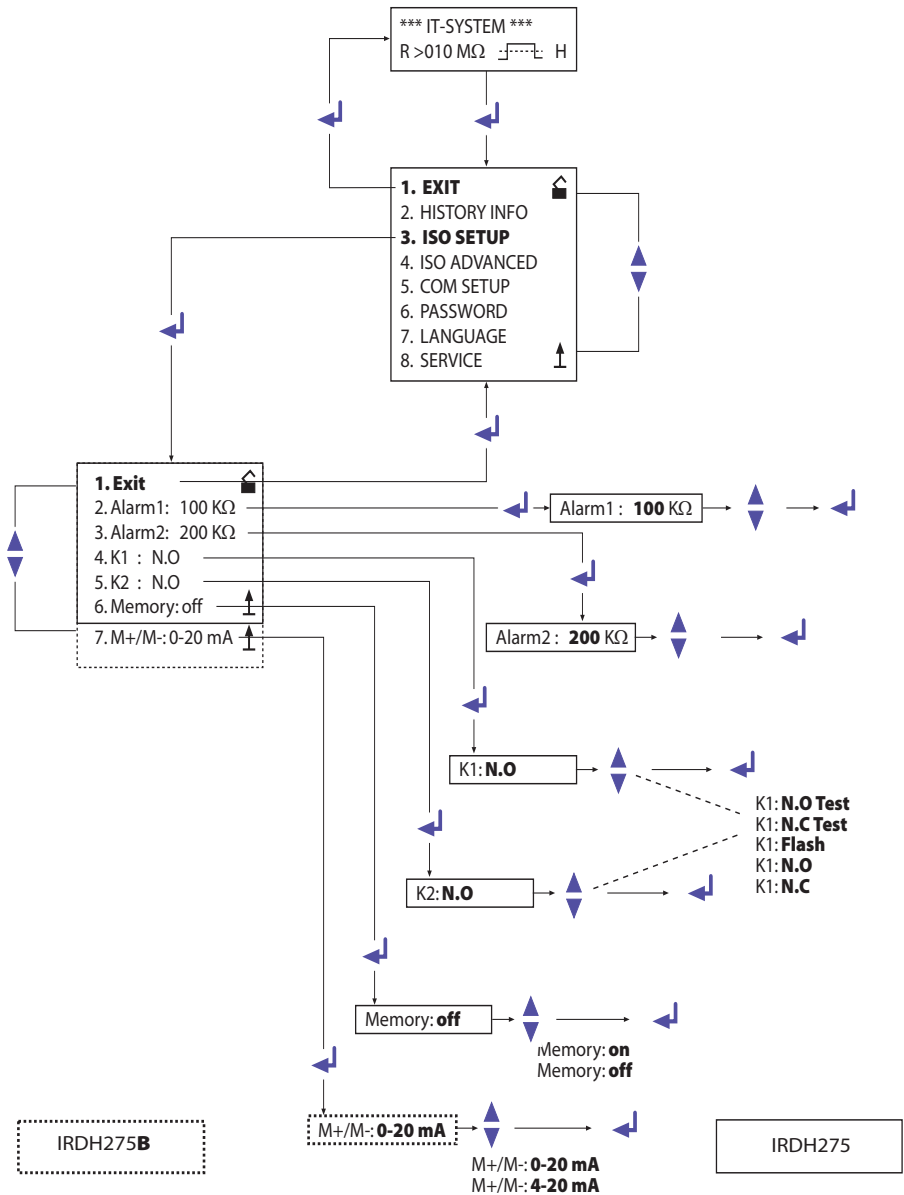 *** IT-SYSTEM ***
R >010 MΩ H
1. EXIT
2. HISTORY INFO
3. ISO SETUP
4. ISO ADVANCED
5. COM SETUP
6. PASSWORD
7. LANGUAGE
8. SERVICE
1. Exit
2. Alarm1: 100 KΩ
3. Alarm2: 200 KΩ
4. K1 : N.O
5. K2 : N.O
6. Memory: off
7. M+/M-: 0-20 mA
Alarm1 : 100 KΩ
Alarm2 : 200 KΩ
K1: N.O
K1: N.O Test
K1: N.C Test
K1: Flash
K1: N.O
K1: N.C
K2: N.O
Memory: off
Memory: on
Memory: off
M+/M-: 0-20 mA
M+/M-: 0-20 mA
M+/M-: 4-20 mA
IRDH275B
IRDH275